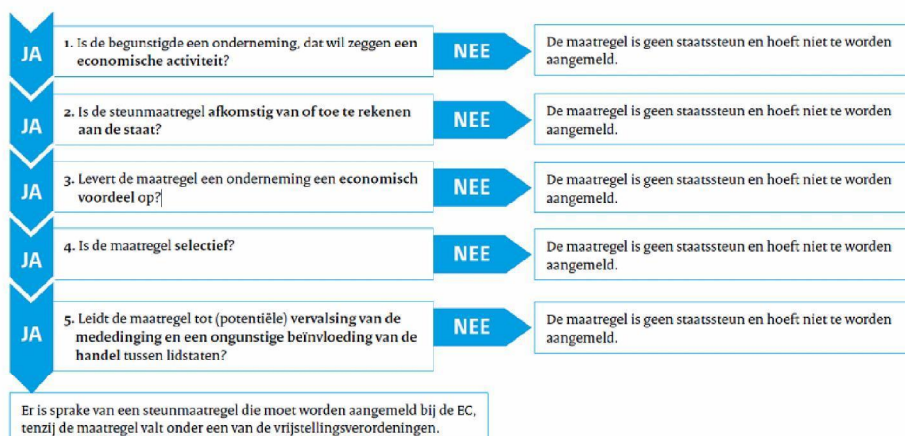 JA
1. Is de begunstigde een onderneming, dat wil zeggen een
economische activiteit?
NEE
De maatregel is geen staatssteun en hoeft niet te worden
aangemeld.
JA
2. Is de steunmaatregel afkomstig van of toe te rekenen
aan de staat?
NEE
De maatregel is geen staatssteun en hoeft niet te worden
aangemeld.
JA
3. Levert de maatregel een onderneming een economisch
voordeel op?
NEE
De maatregel is geen staatssteun en hoeft niet te worden
aangemeld.
JA
4. Is de maatregel selectief?
NEE
De maatregel is geen staatssteun en hoeft niet te worden
aangemeld.
JA
5. Leidt de maatregel tot (potentiële) vervalsing van de
mededinging en een ongunstige beïnvloeding van de
handel tussen lidstaten?
NEE
De maatregel is geen staatssteun en hoeft niet te worden
aangemeld.
Er is sprake van een steunmaatregel die moet worden aangemeld bij de EC,
tenzij de maatregel valt onder een van de vrijstellingsverordeningen.